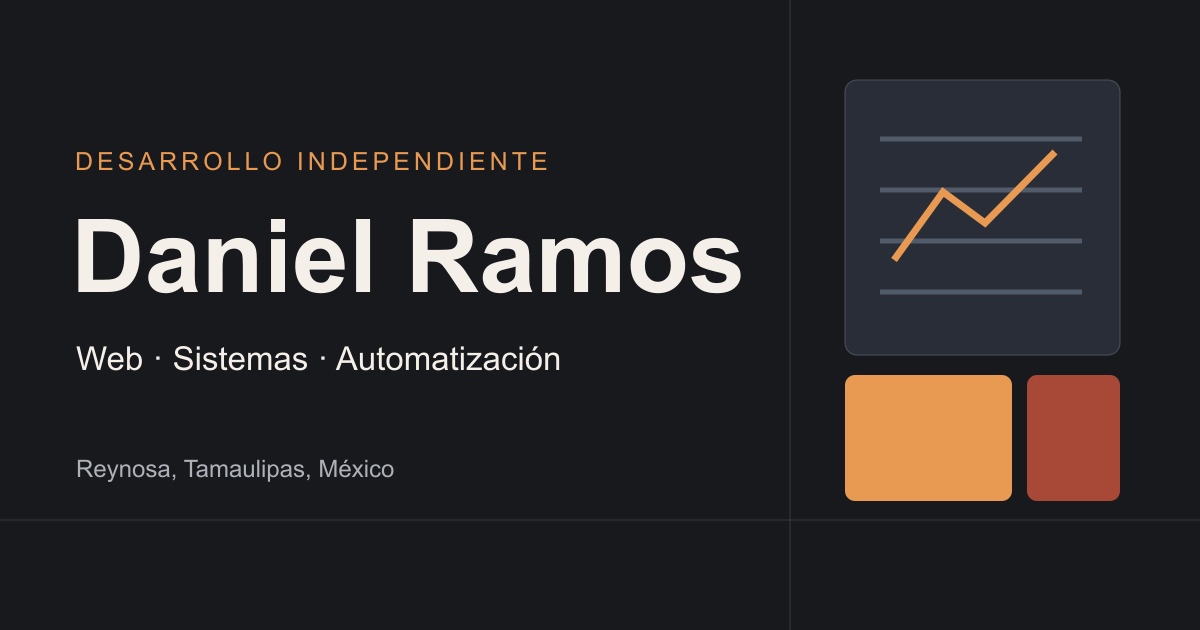 DESARROLLO INDEPENDIENTE
Daniel Ramos
Web · Sistemas · Automatización
Reynosa, Tamaulipas, México